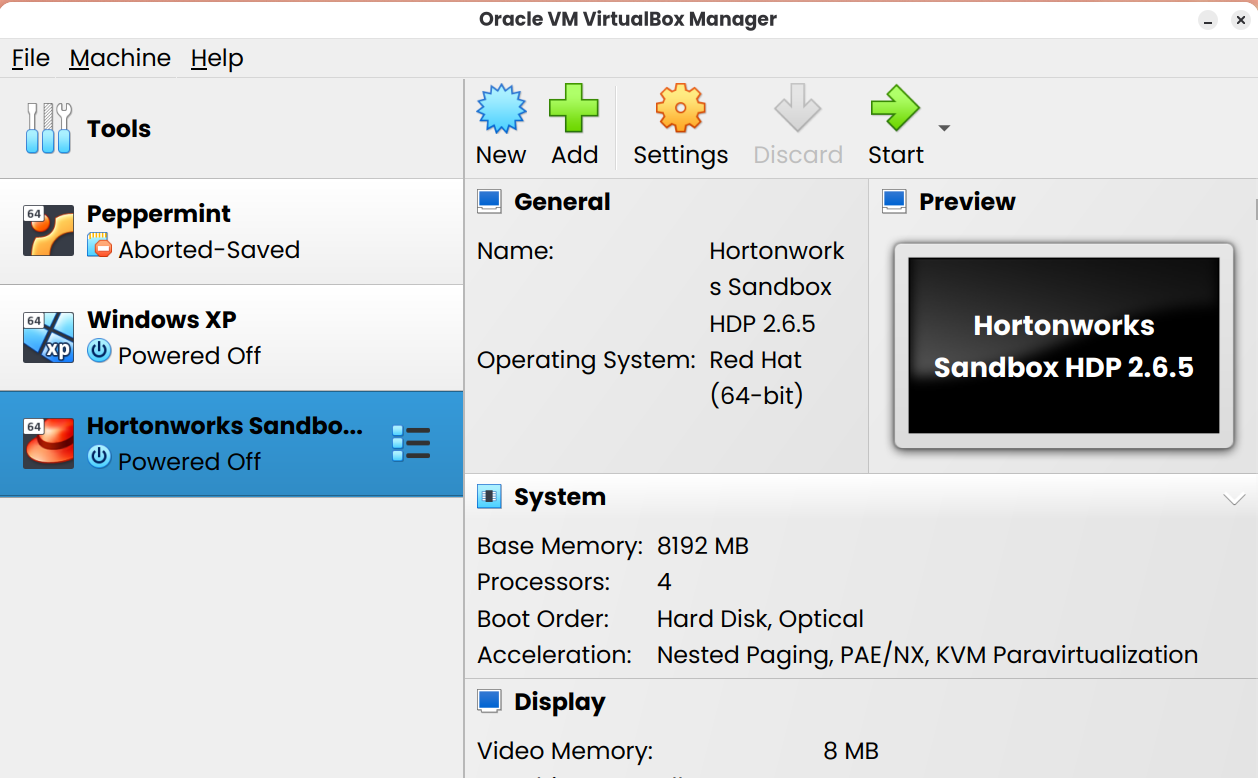 Oracle VM VirtualBox Manager
File Machine Help
Tools
New Add Settings Discard Start
64
Peppermint
Aborted-Saved
64
Windows XP
xp
Powered Off
64
Hortonworks Sandbo...
Powered Off
General
Name: Hortonwork
s Sandbox
HDP 2.6.5
Operating System: Red Hat
(64-bit)
Preview
Hortonworks
Sandbox HDP 2.6.5
System
Base Memory: 8192 MB
Processors: 4
Boot Order: Hard Disk, Optical
Acceleration: Nested Paging, PAE/NX, KVM Paravirtualization
Display
Video Memory: 8 MB